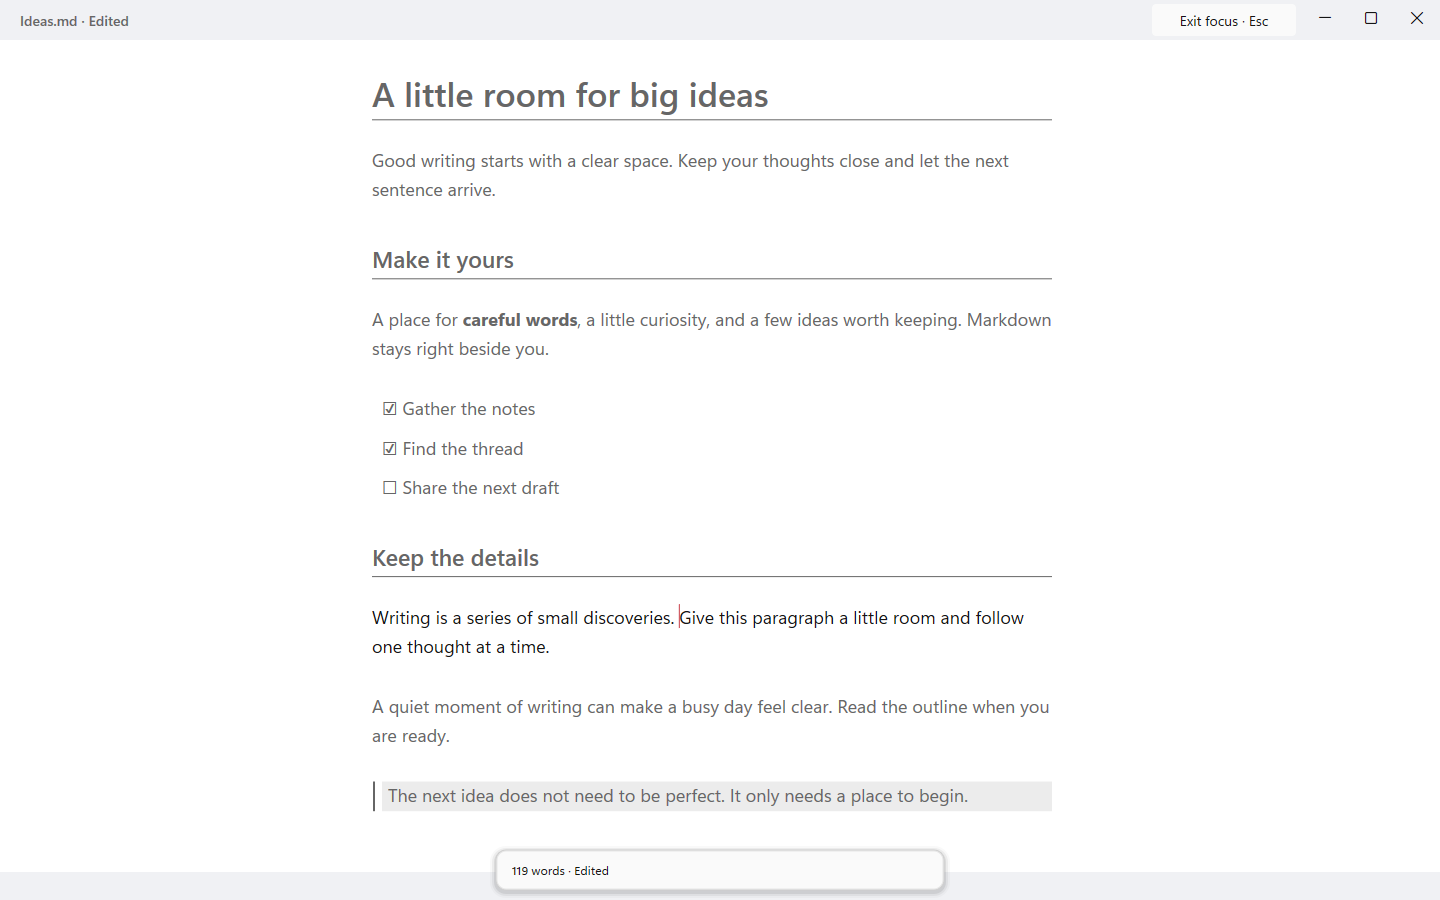 Ideas.md · Edited
Exit focus · Esc
A little room for big ideas
Good writing starts with a clear space. Keep your thoughts close and let the next
sentence arrive.
Make it yours
A place for careful words, a little curiosity, and a few ideas worth keeping. Markdown
stays right beside you.
☑ Gather the notes
☑ Find the thread
☐ Share the next draft
Keep the details
Writing is a series of small discoveries. Give this paragraph a little room and follow
one thought at a time.
A quiet moment of writing can make a busy day feel clear. Read the outline when you
are ready.
The next idea does not need to be perfect. It only needs a place to begin.
119 words · Edited